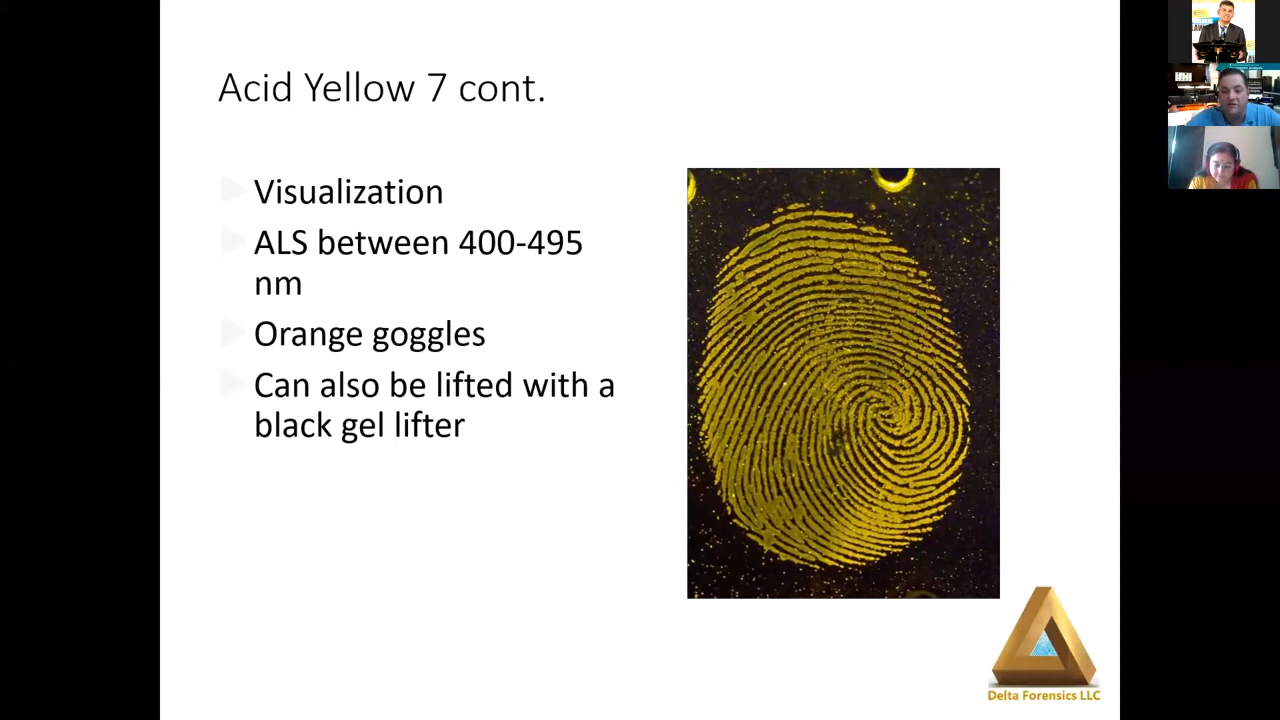 Acid Yellow 7 cont.
Visualization
ALS between 400-495
nm
Orange goggles
Can also be lifted with a
black gel lifter
Delta Forensics LLC